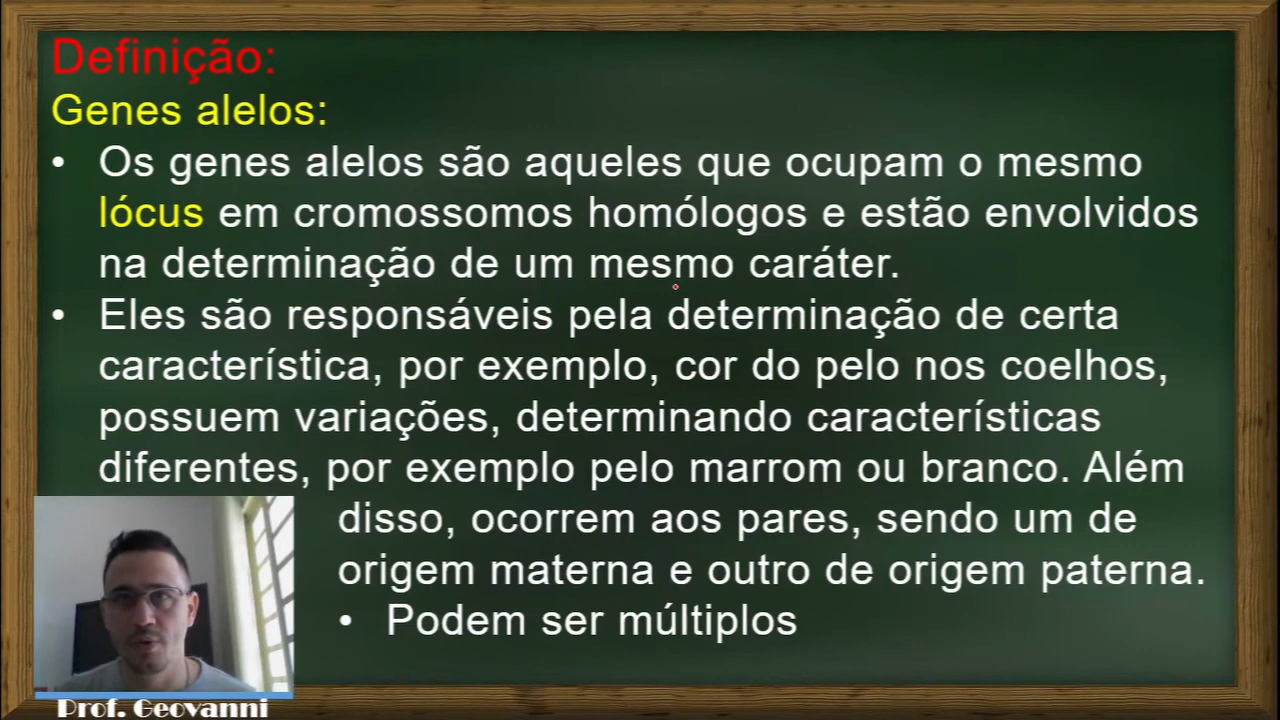 Definição:
Genes alelos:
• Os genes alelos são aqueles que ocupam o mesmo
lócus em cromossomos homólogos e estão envolvidos
na determinação de um mesmo caráter.
• Eles são responsáveis pela determinação de certa
característica, por exemplo, cor do pelo nos coelhos,
possuem variações, determinando características
diferentes, por exemplo pelo marrom ou branco. Além
disso, ocorrem aos pares, sendo um de
origem materna e outro de origem paterna.
• Podem ser múltiplos
Prof. Geovanni